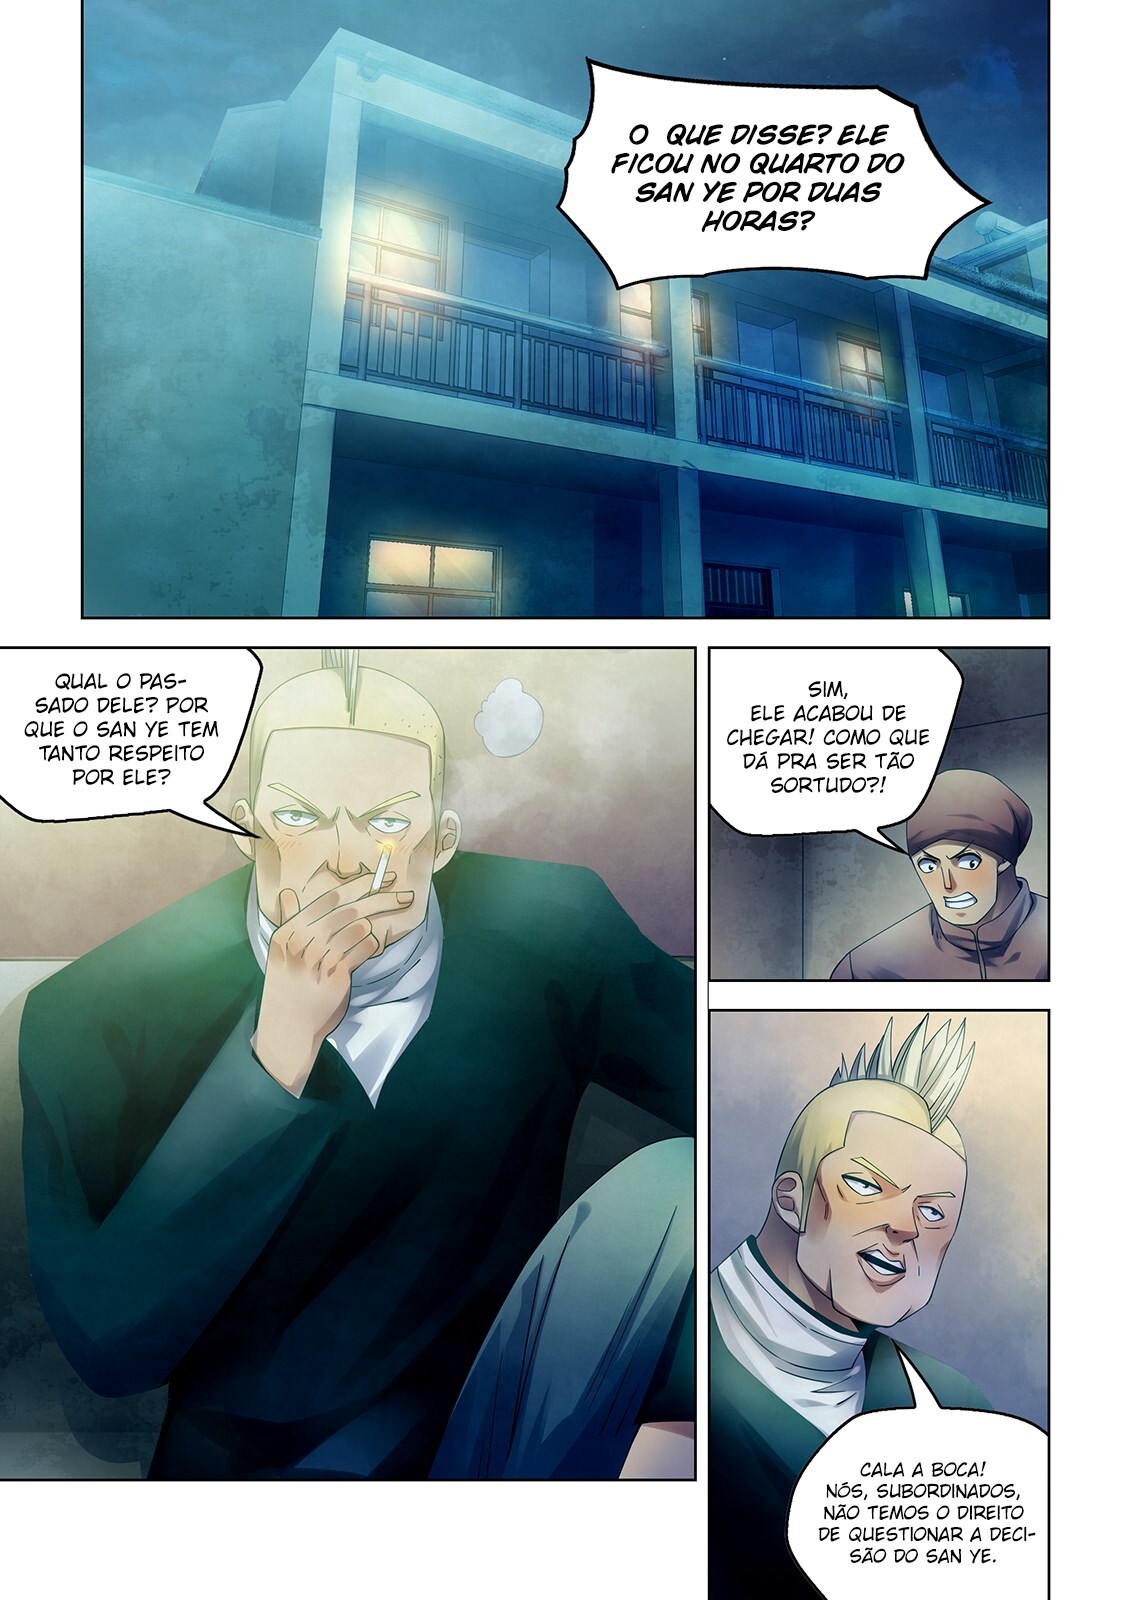 O QUE DISSE? ELE
FICOU NO QUARTO DO
SAN YE POR DUAS
HORAS?
SIM,
ELE ACABOU DE
CHEGAR! COMO QUE
DÁ PRA SER TÃO
SORTUDO?!
QUAL O PAS-
SADO DELE? POR
QUE O SAN YE TEM
TANTO RESPEITO
POR ELE?
CALA A BOCA!
NÓS, SUBORDINADOS,
NÃO TEMOS O DIREITO
DE QUESTIONAR A DECI-
SÃO DO SAN YE.